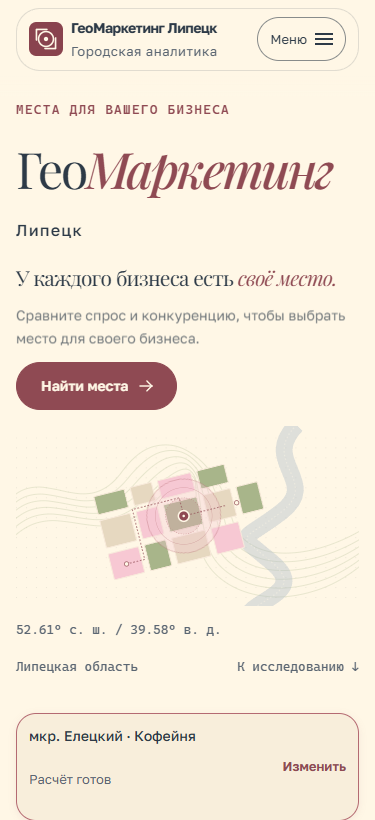 ГеоМаркетинг Липецк
Городская аналитика
Меню
МЕСТА ДЛЯ ВАШЕГО БИЗНЕСА
ГеоМаркетинг
Липецк
У каждого бизнеса есть своё место.
Сравните спрос и конкуренцию, чтобы выбрать
место для своего бизнеса.
Найти места →
52.61° с. ш. / 39.58° в. д.
Липецкая область
К исследованию ↓
мкр. Елецкий · Кофейня
Изменить
Расчёт готов